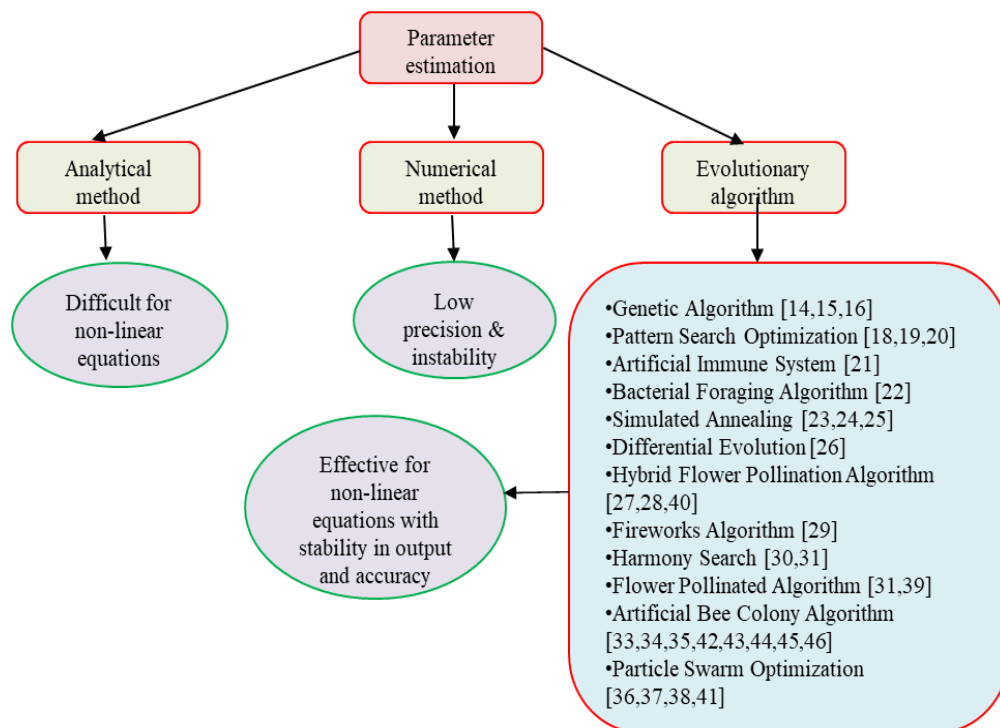 Parameter
estimation
Analytical
method
Numerical
method
Evolutionary
algorithm
Difficult for
non-linear
equations
Low
precision &
instability
Effective for
non-linear
equations with
stability in output
and accuracy
•Genetic Algorithm [14,15,16]
•Pattern Search Optimization [18,19,20]
•Artificial Immune System [21]
•Bacterial Foraging Algorithm [22]
•Simulated Annealing [23,24,25]
•Differential Evolution [26]
•Hybrid Flower Pollination Algorithm
[27,28,40]
•Fireworks Algorithm [29]
•Harmony Search [30,31]
•Flower Pollinated Algorithm [31,39]
•Artificial Bee Colony Algorithm
[33,34,35,42,43,44,45,46]
•Particle Swarm Optimization
[36,37,38,41]